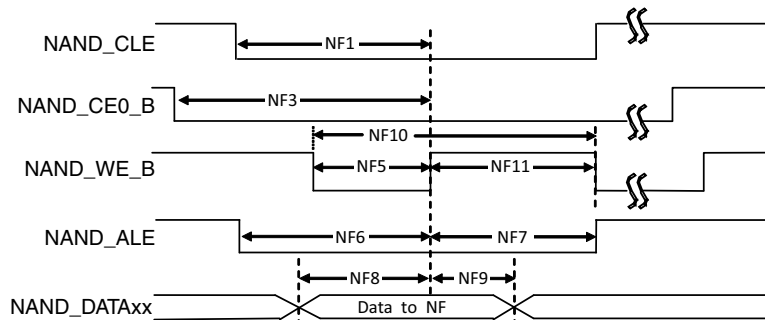 NAND_CLE
NF1
NAND_CE0_B
NF3
NF10
NAND_WE_B
NF5
NF11
NAND_ALE
NF6
NF7
NF8
NF9
NAND_DATAxx
Data to NF